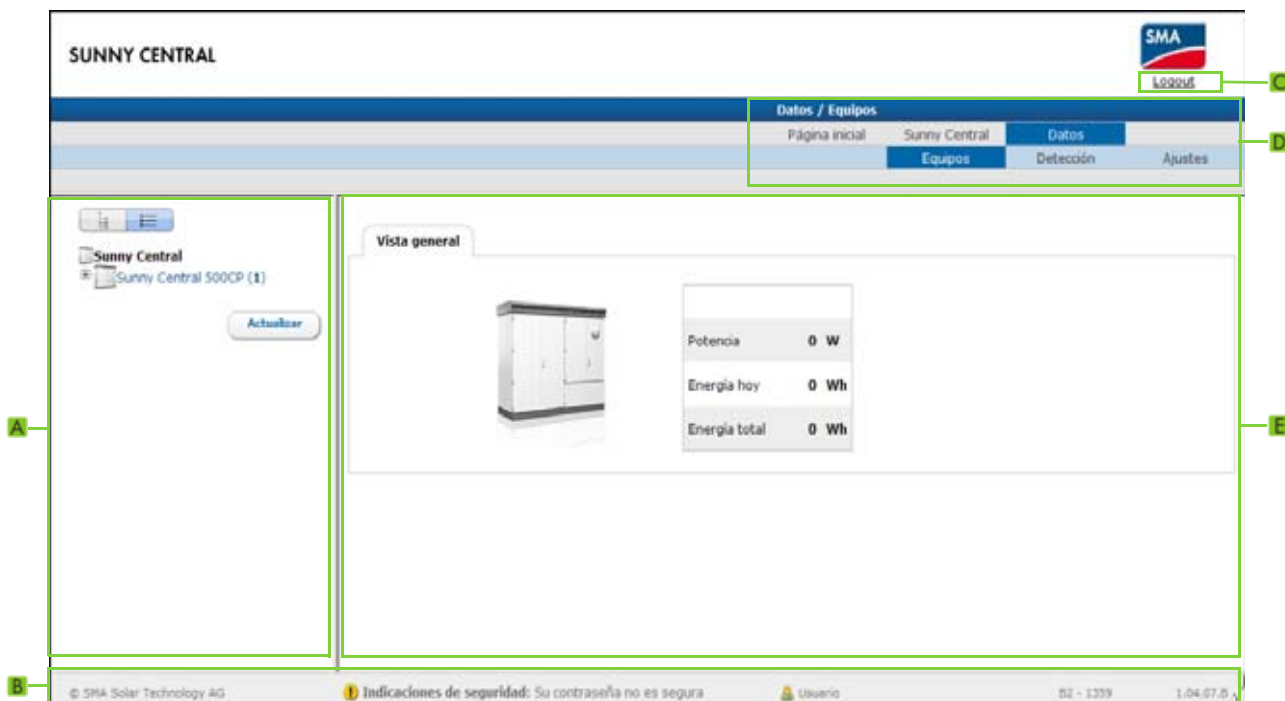 SUNNY CENTRAL
SMA
Logout
C
Datos / Equipos
Página inicial Sunny Central Datos
D
Equipos Detección Ajustes
Sunny Central
Sunny Central 500CP (1)
Actualizar
A
Vista general
Potencia 0 W
Energía hoy 0 Wh
Energía total 0 Wh
E
B
© SMA Solar Technology AG Indicaciones de seguridad: Su contraseña no es segura Usuario 1.04.07.B